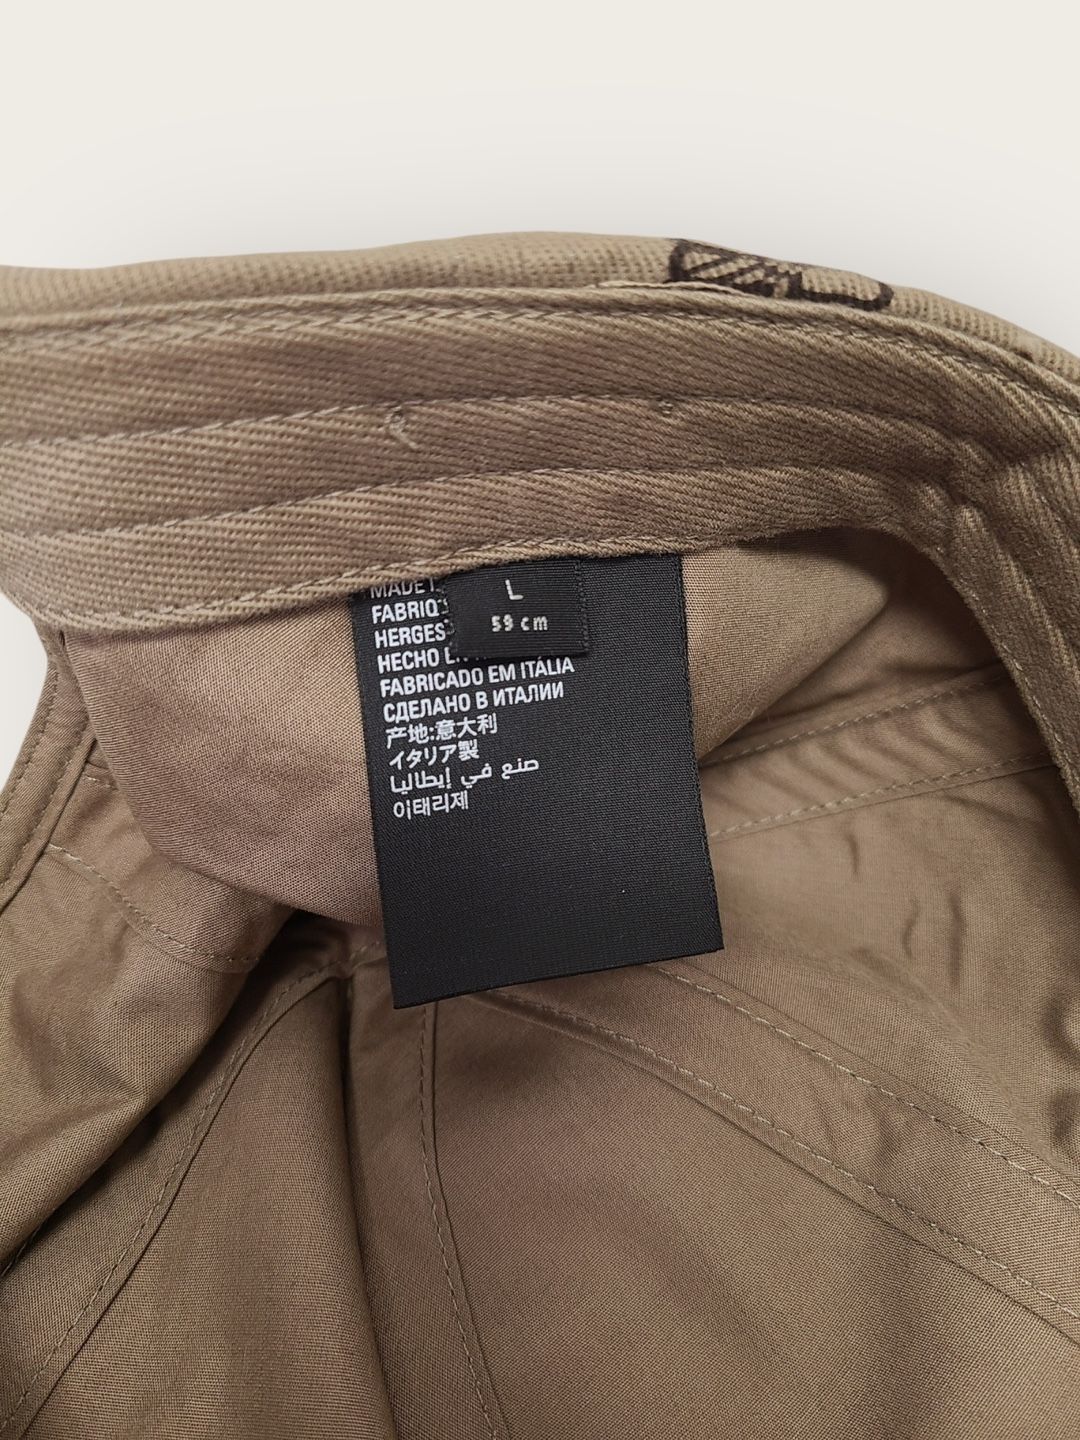 L
59 cm
MADE I
FABRIQ
HERGES
HECHO EN
FABRICADO EM ITÁLIA
СДЕЛАНО В ИТАЛИИ
产地:意大利
イタリア製
صنع في إيطاليا
이태리제